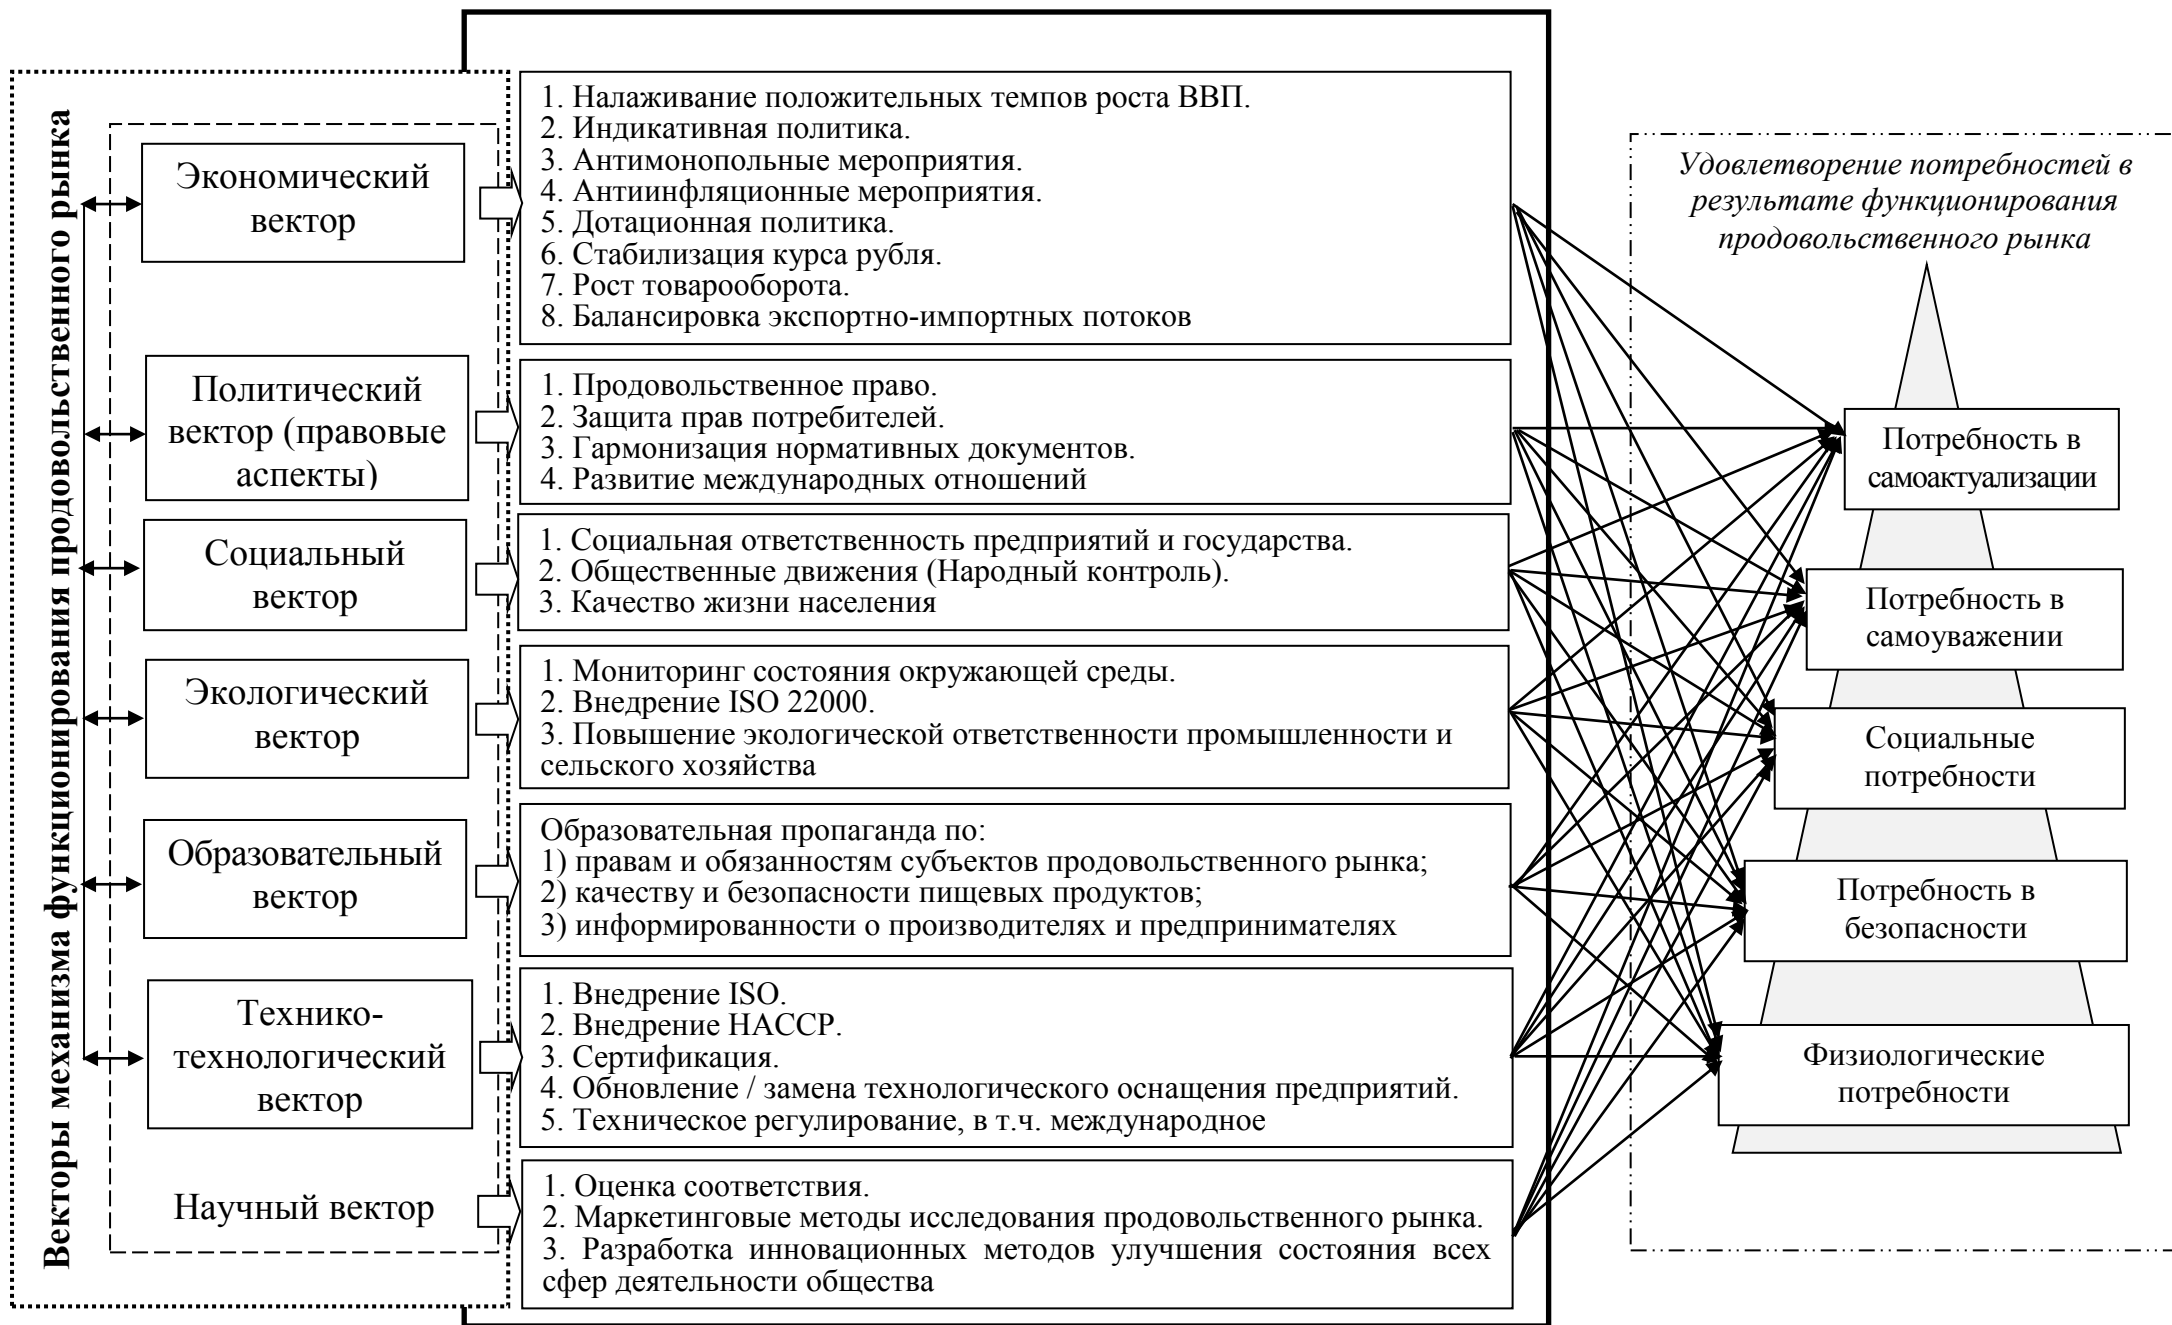 Векторы механизма функционирования продовольственного рынка
Экономический
вектор
1. Налаживание положительных темпов роста ВВП.
2. Индикативная политика.
3. Антимонопольные мероприятия.
4. Антиинфляционные мероприятия.
5. Дотационная политика.
6. Стабилизация курса рубля.
7. Рост товарооборота.
8. Балансировка экспортно-импортных потоков
Политический
вектор (правовые
аспекты)
1. Продовольственное право.
2. Защита прав потребителей.
3. Гармонизация нормативных документов.
4. Развитие международных отношений
Социальный
вектор
1. Социальная ответственность предприятий и государства.
2. Общественные движения (Народный контроль).
3. Качество жизни населения
Экологический
вектор
1. Мониторинг состояния окружающей среды.
2. Внедрение ISO 22000.
3. Повышение экологической ответственности промышленности и
сельского хозяйства
Образовательный
вектор
Образовательная пропаганда по:
1) правам и обязанностям субъектов продовольственного рынка;
2) качеству и безопасности пищевых продуктов;
3) информированности о производителях и предпринимателях
Технико-
технологический
вектор
1. Внедрение ISO.
2. Внедрение НАССР.
3. Сертификация.
4. Обновление / замена технологического оснащения предприятий.
5. Техническое регулирование, в т.ч. международное
Научный вектор
1. Оценка соответствия.
2. Маркетинговые методы исследования продовольственного рынка.
3. Разработка инновационных методов улучшения состояния всех
сфер деятельности общества
Удовлетворение потребностей в
результате функционирования
продовольственного рынка
Потребность в
самоактуализации
Потребность в
самоуважении
Социальные
потребности
Потребность в
безопасности
Физиологические
потребности